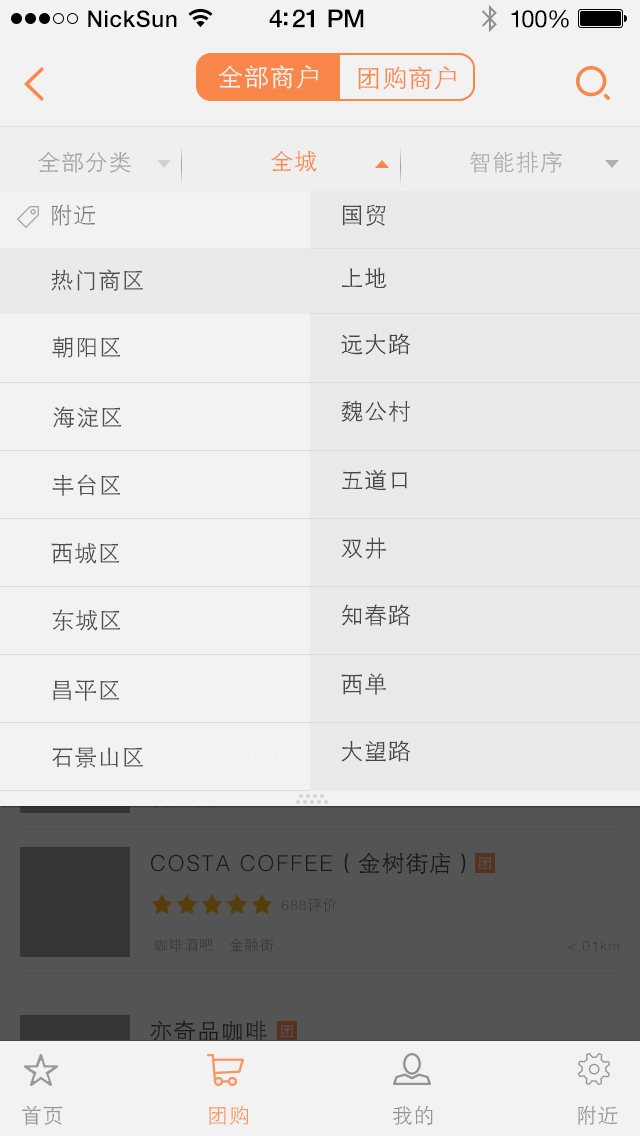 NickSun 4:21 PM 100%
全部商户 团购商户
全部分类 全城 智能排序
附近 国贸
热门商区 上地
朝阳区 远大路
海淀区 魏公村
丰台区 五道口
西城区 双井
东城区 知春路
昌平区 西单
石景山区 大望路
COSTA COFFEE ( 金树街店 ) 团
688评价
咖啡酒吧 金融街 <.01km
亦奇品咖啡 团
首页 团购 我的 附近